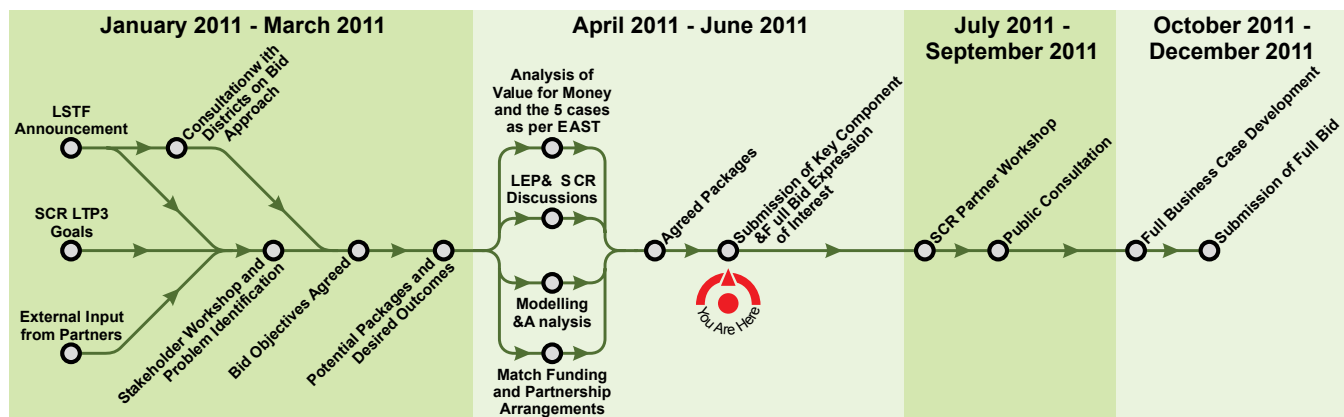 January 2011 - March 2011
April 2011 - June 2011
July 2011 -
September 2011
October 2011 -
December 2011
LSTF
Announcement
Consultationw ith
Districts on Bid
Approach
SCR LTP3
Goals
External Input
from Partners
Stakeholder Workshop and
Problem Identification
Bid Objectives Agreed
Potential Packages and
Desired Outcomes
Analysis of
Value for Money
and the 5 cases
as per EAST
LEP& SCR
Discussions
Modelling
&A nalysis
Match Funding
and Partnership
Arrangements
Agreed Packages
Submission of Key Component
&F ull Bid Expression
of Interest
You Are Here
SCR Partner Workshop
Public Consultation
Full Business Case Development
Submission of Full Bid